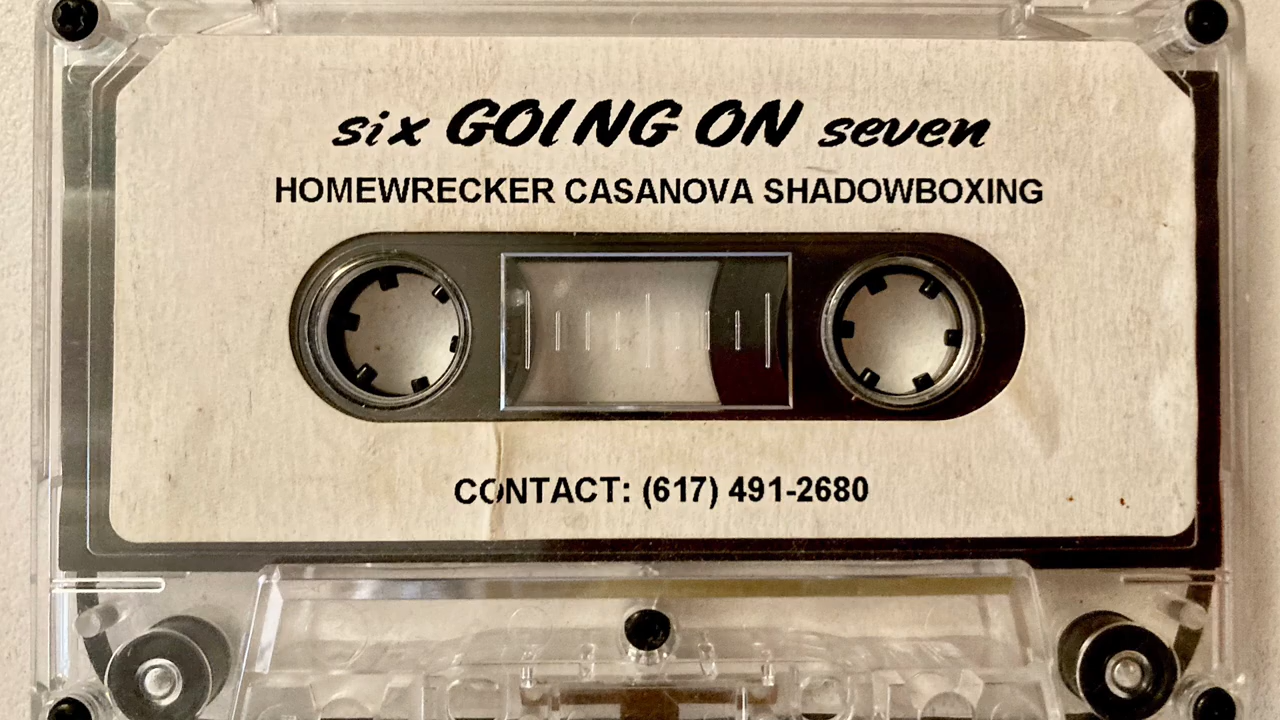 six GOING ON seven
HOMEWRECKER CASANOVA SHADOWBOXING
CONTACT: (617) 491-2680